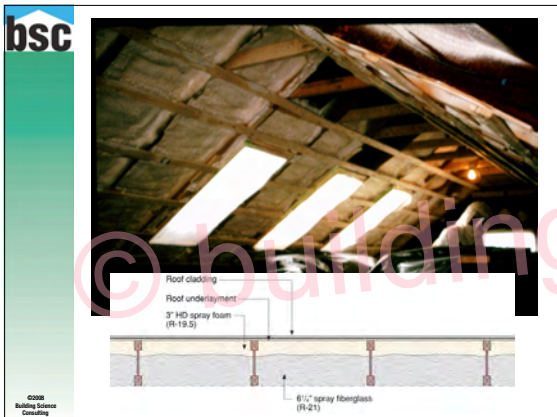 bsc
© building
Roof cladding
Roof underlayment
3" HD spray foam
(R-19.5)
6½" spray fiberglass
(R-21)
©2008
Building Science
Consulting